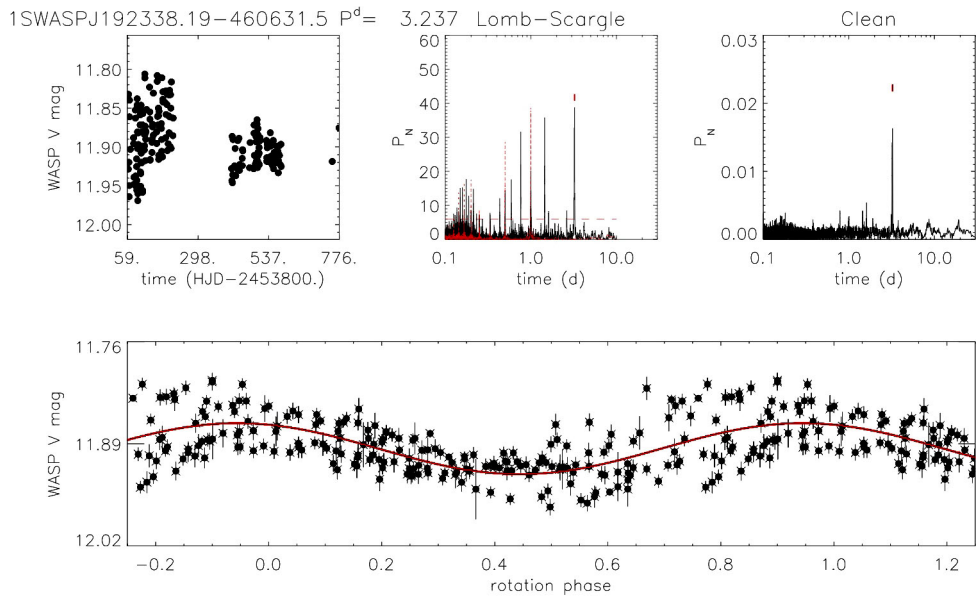 1SWASPJ192338.19−460631.5 P^d= 3.237 Lomb−Scargle Clean
WASP V mag
11.80
11.85
11.90
11.95
12.00
59. 298. 537. 776.
time (HJD−2453800.)
P_N
60
50
40
30
20
10
6
0
0.1 1.0 10.0
time (d)
P_N
0.03
0.02
0.01
0.00
0.1 1.0 10.0
time (d)
WASP V mag
11.76
11.89
12.02
−0.2 0.0 0.2 0.4 0.6 0.8 1.0 1.2
rotation phase